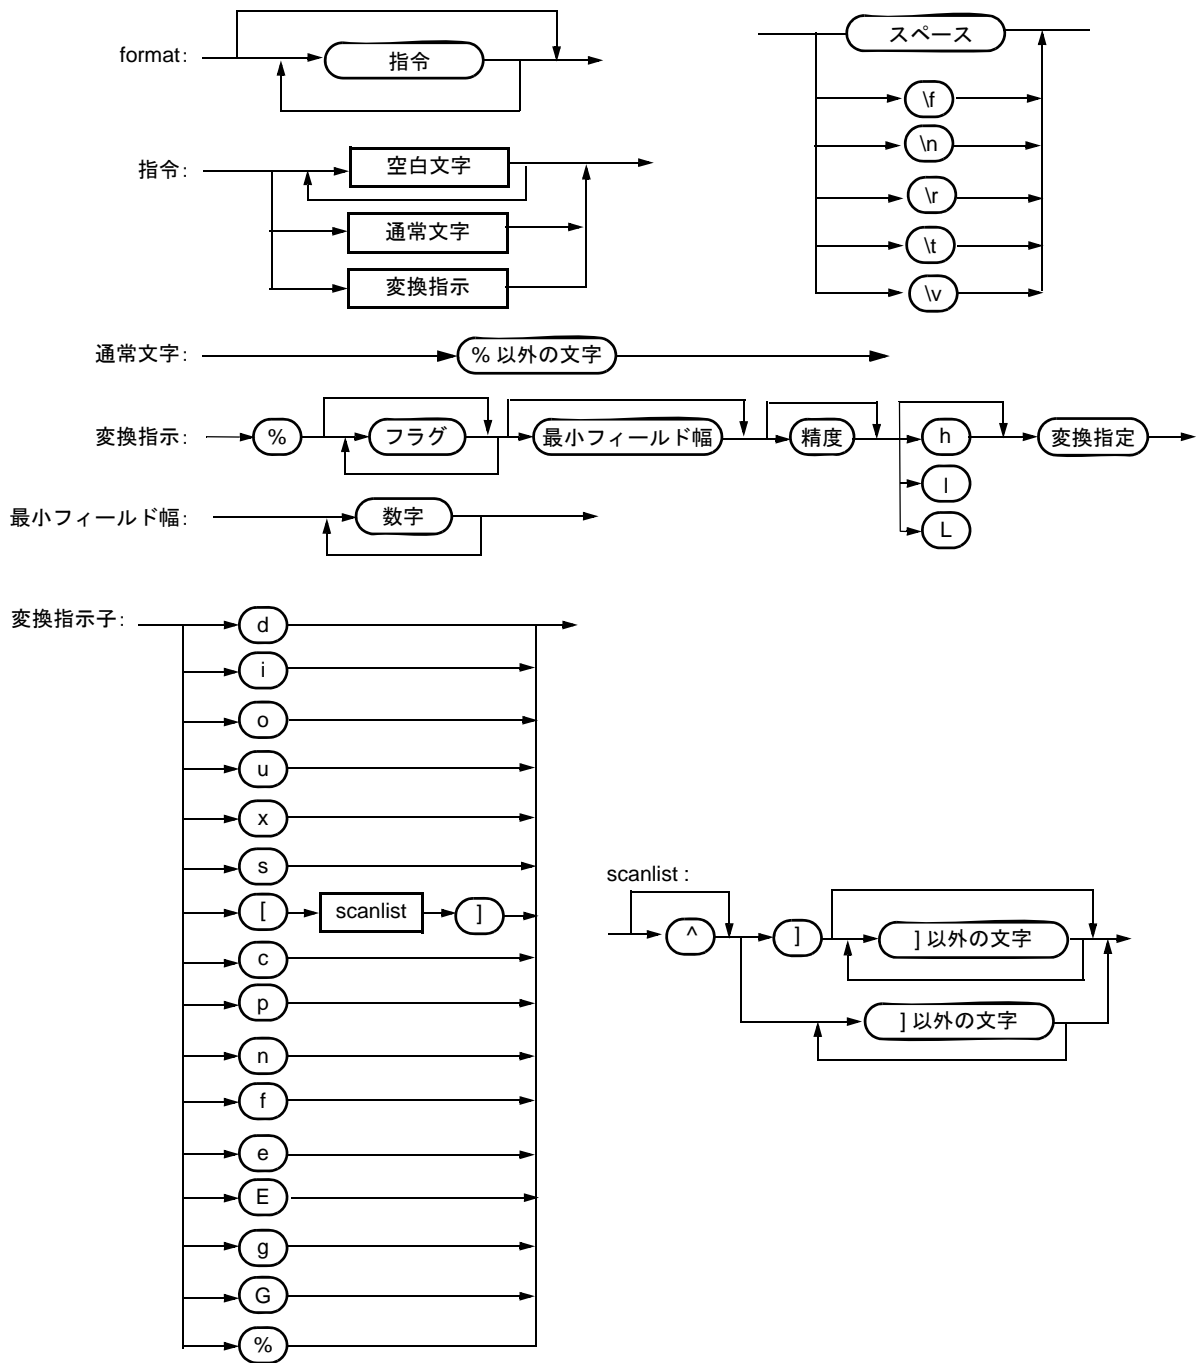 format:
指令
スペース
\f
\n
\r
\t
\v
指令:
空白文字
通常文字
変換指示
通常文字:
% 以外の文字
変換指示:
%
フラグ
最小フィールド幅
精度
h
l
L
変換指定
最小フィールド幅:
数字
変換指示子:
d
i
o
u
x
s
[
scanlist
]
c
p
n
f
e
E
g
G
%
scanlist :
^
]
] 以外の文字
] 以外の文字